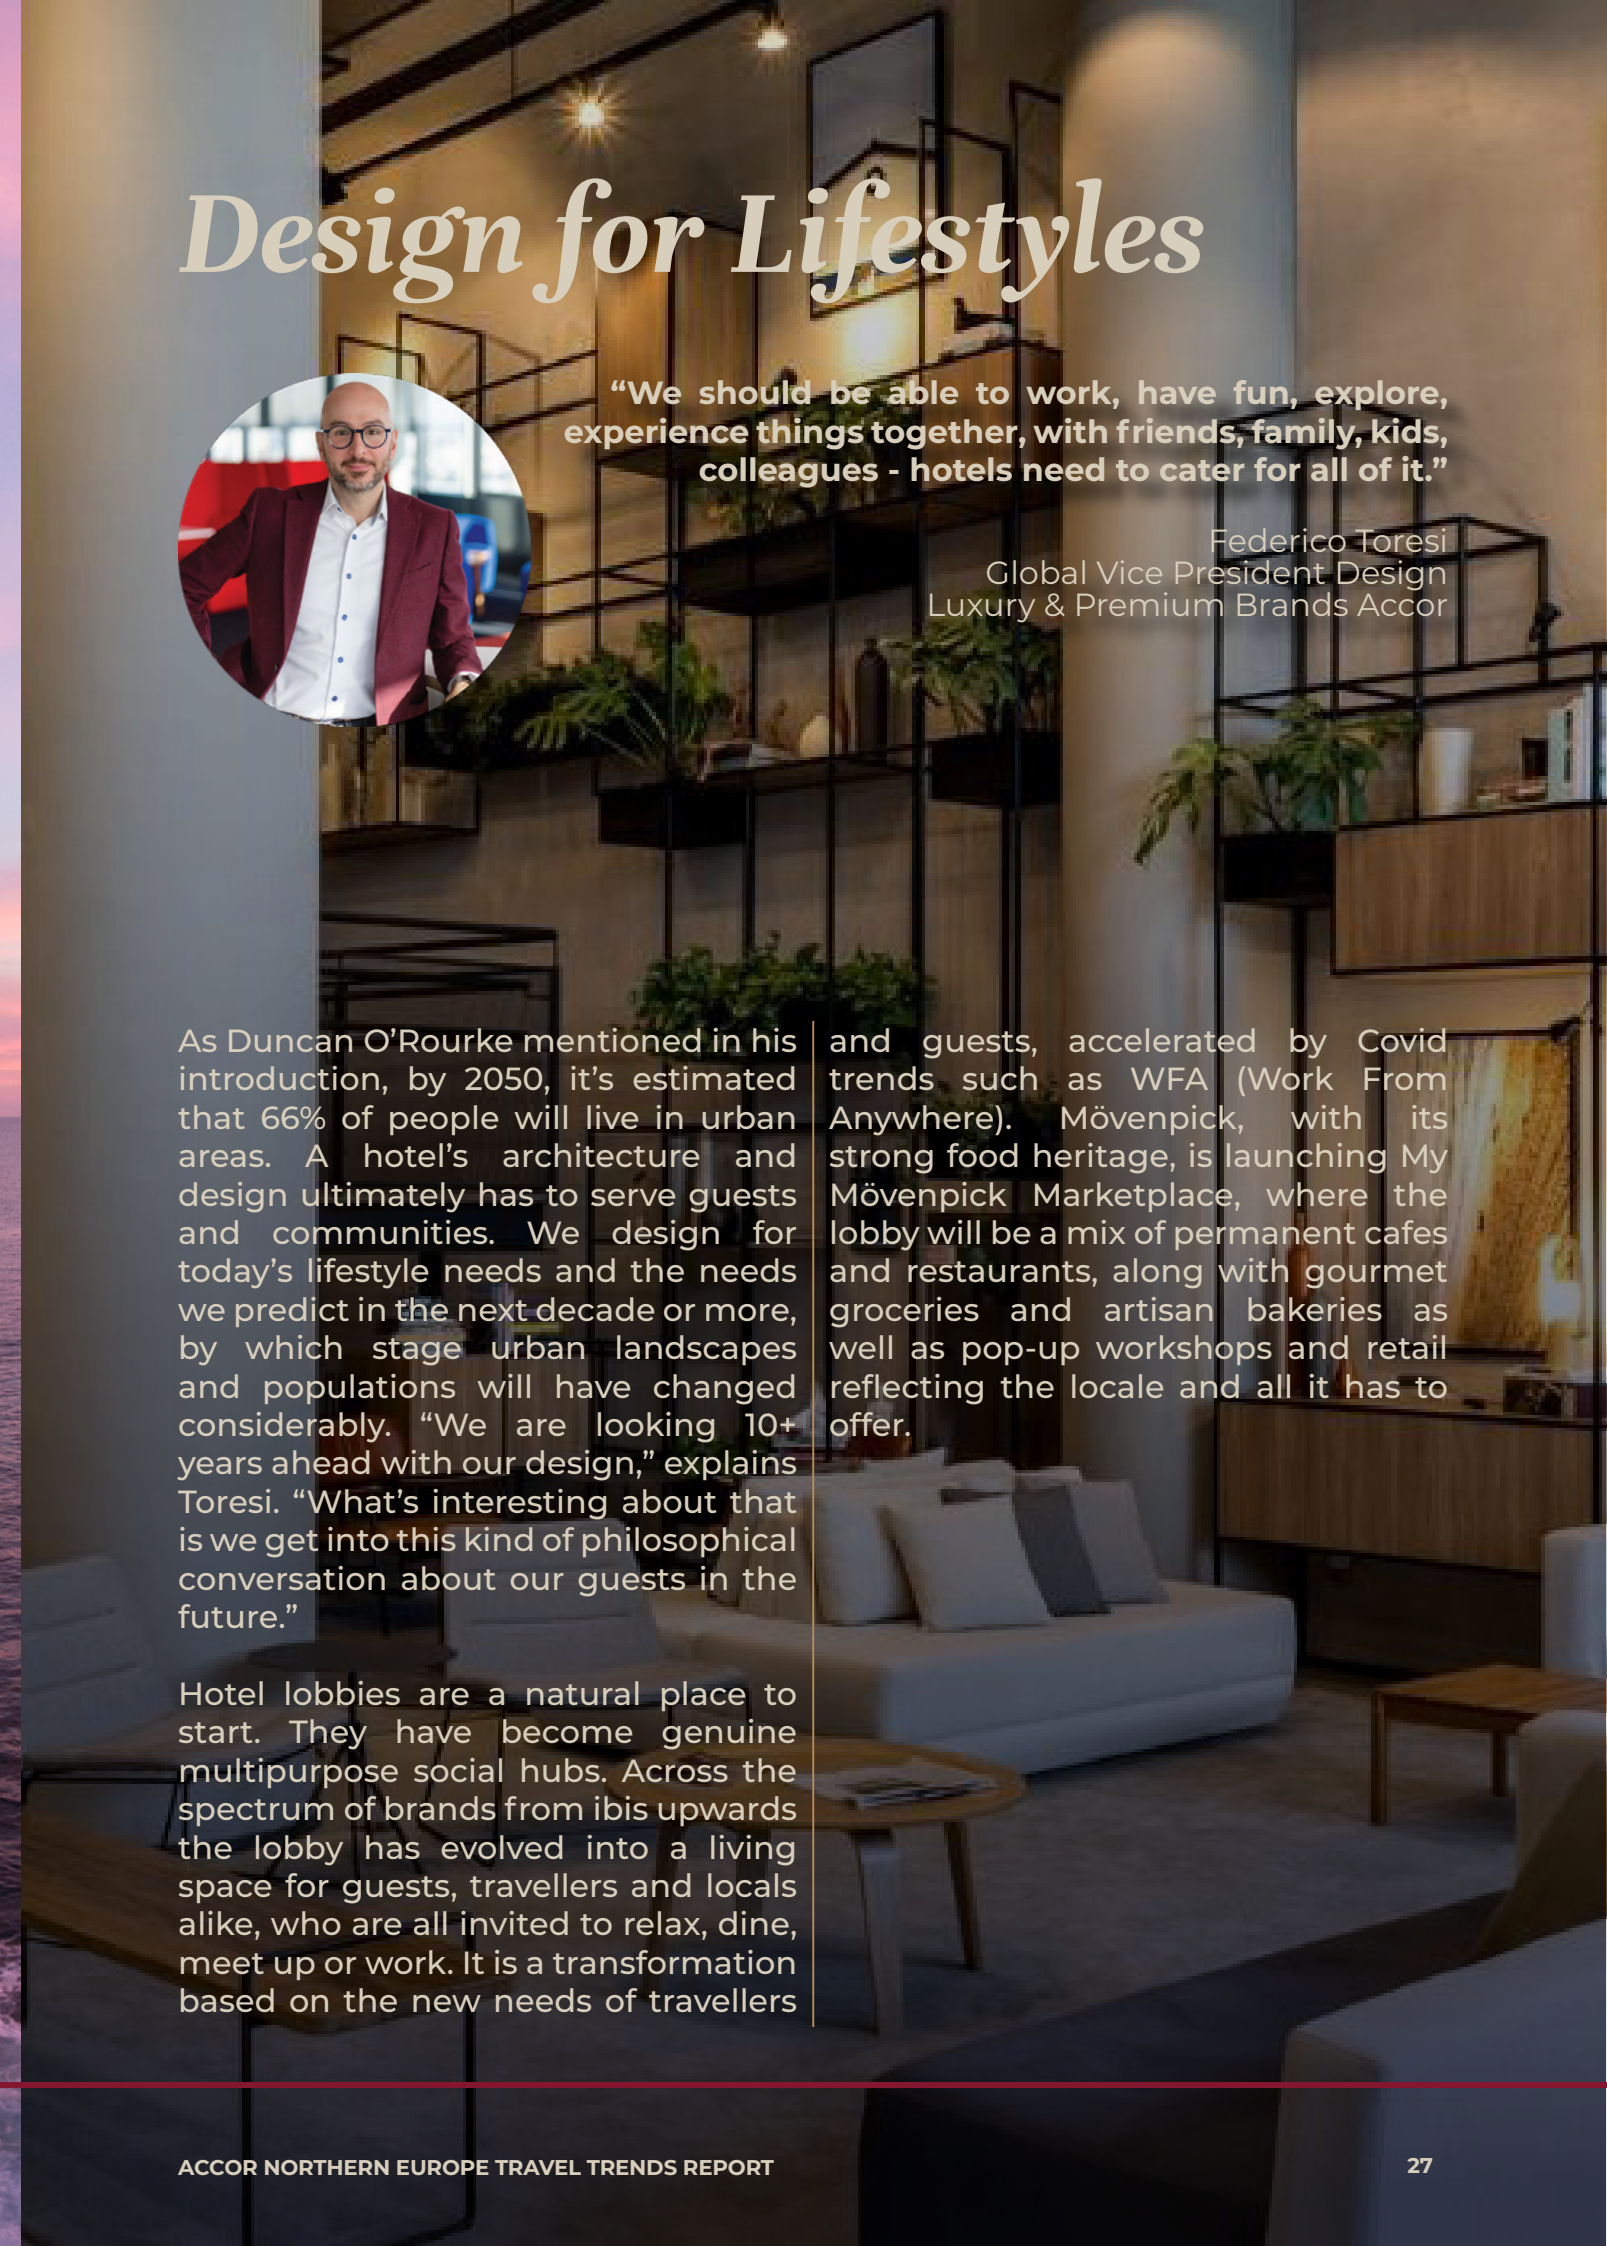 Design for Lifestyles
“We should be able to work, have fun, explore,
experience things together, with friends, family, kids,
colleagues - hotels need to cater for all of it.”
Federico Toresi
Global Vice President Design
Luxury & Premium Brands Accor
As Duncan O’Rourke mentioned in his
introduction, by 2050, it’s estimated
that 66% of people will live in urban
areas. A hotel’s architecture and
design ultimately has to serve guests
and communities. We design for
today’s lifestyle needs and the needs
we predict in the next decade or more,
by which stage urban landscapes
and populations will have changed
considerably. “We are looking 10+
years ahead with our design,” explains
Toresi. “What’s interesting about that
is we get into this kind of philosophical
conversation about our guests in the
future.”
Hotel lobbies are a natural place to
start. They have become genuine
multipurpose social hubs. Across the
spectrum of brands from ibis upwards
the lobby has evolved into a living
space for guests, travellers and locals
alike, who are all invited to relax, dine,
meet up or work. It is a transformation
based on the new needs of travellers
and guests, accelerated by Covid
trends such as WFA (Work From
Anywhere). Mövenpick, with its
strong food heritage, is launching My
Mövenpick Marketplace, where the
lobby will be a mix of permanent cafes
and restaurants, along with gourmet
groceries and artisan bakeries as
well as pop-up workshops and retail
reflecting the locale and all it has to
offer.
ACCOR NORTHERN EUROPE TRAVEL TRENDS REPORT
27